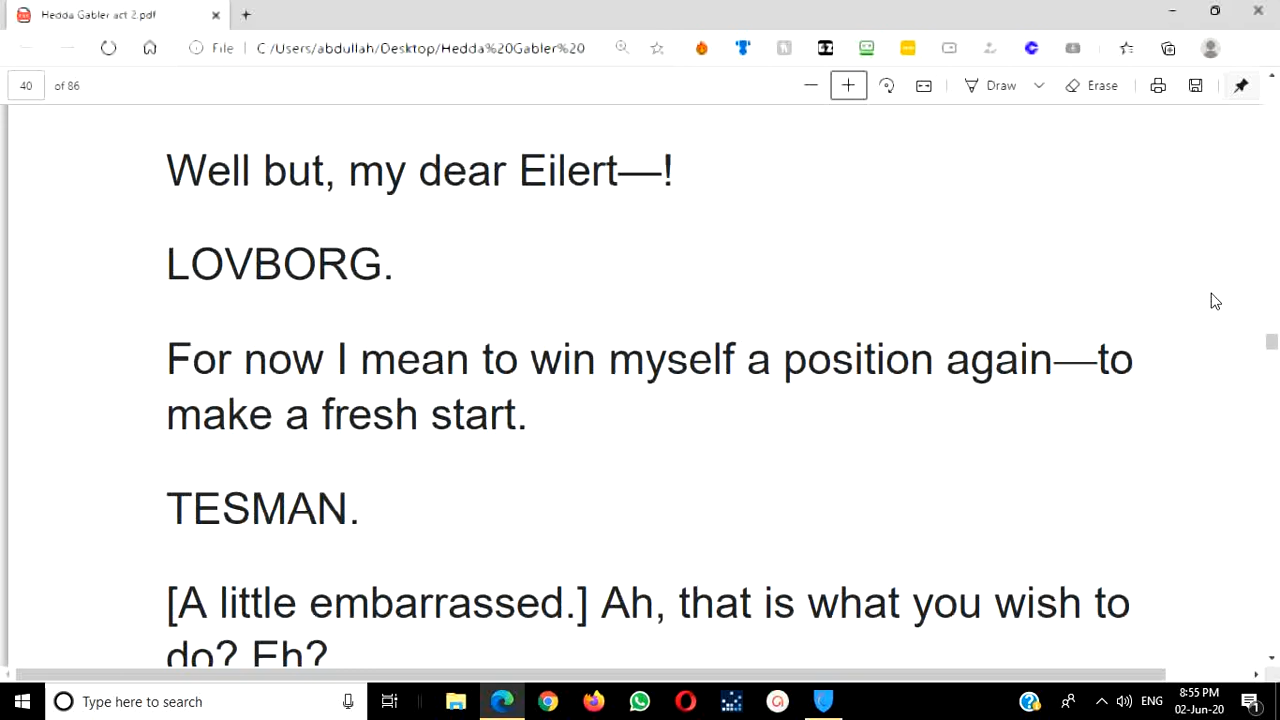 Hedda Gabler act 2.pdf
File C:/Users/abdullah/Desktop/Hedda%20Gabler%20
40 of 86 Draw Erase
Well but, my dear Eilert—!
LOVBORG.
For now I mean to win myself a position again—to
make a fresh start.
TESMAN.
[A little embarrassed.] Ah, that is what you wish to
do? Eh?
Type here to search
ENG
8:55 PM
02-Jun-20